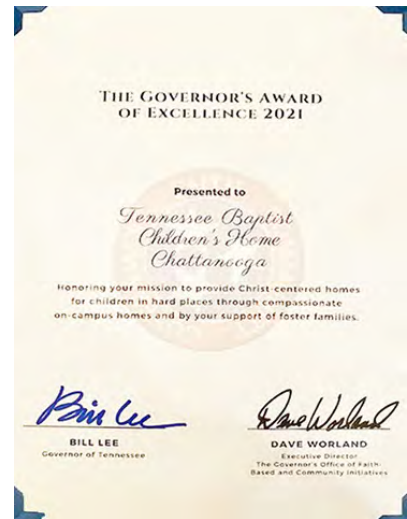 THE GOVERNOR'S AWARD
OF EXCELLENCE 2021
Presented to
Tennessee Baptist
Children's Home
Chattanooga
Honoring your mission to provide Christ-centered homes
for children in hard places through compassionate
on-campus homes and by your support of foster families.
Bill Lee
Dave Worland
BILL LEE
Governor of Tennessee
DAVE WORLAND
Executive Director
The Governor's Office of Faith-
Based and Community Initiatives